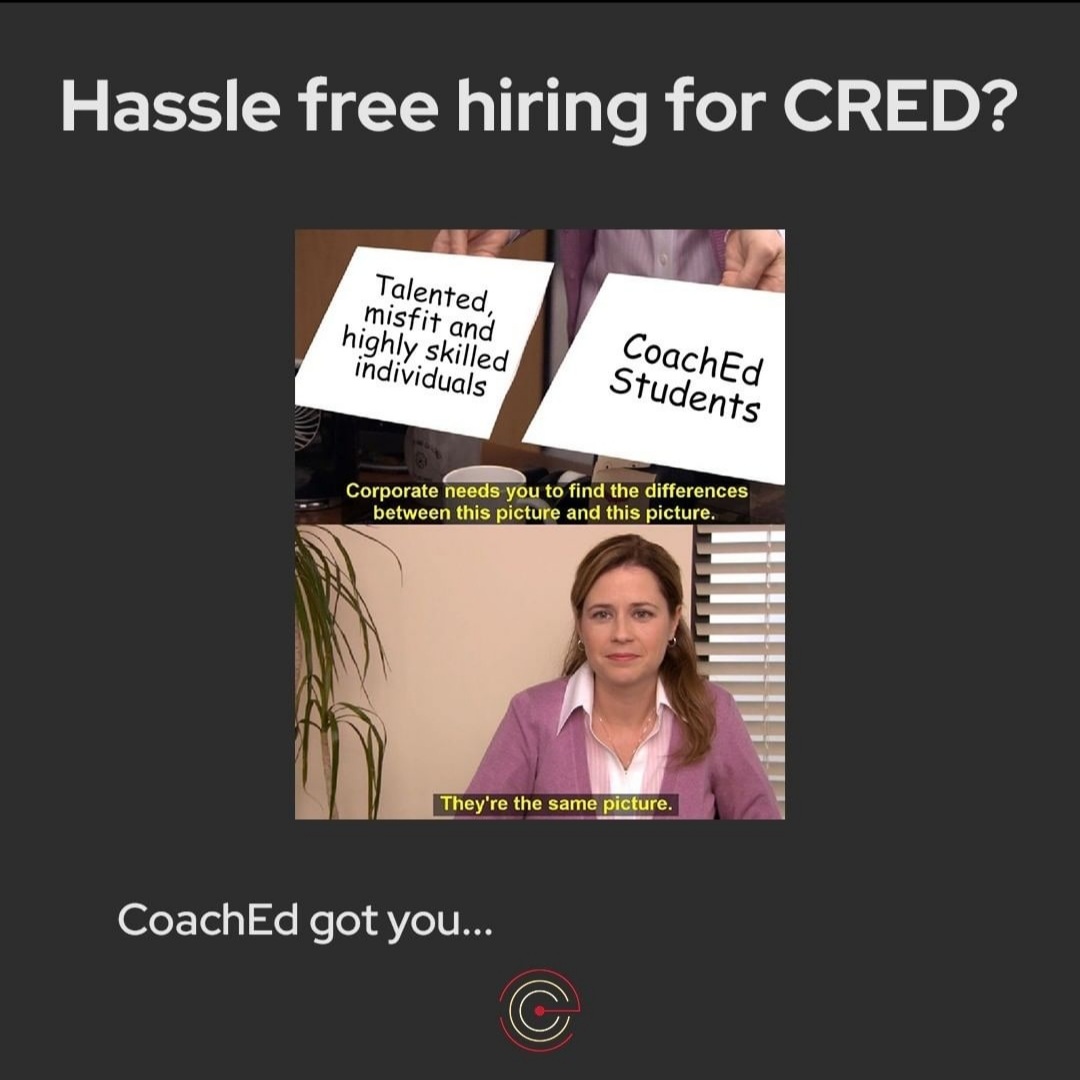 Hassle free hiring for CRED?
Talented,
misfit and
highly skilled
individuals
CoachEd
Students
Corporate needs you to find the differences
between this picture and this picture.
They're the same picture.
CoachEd got you...